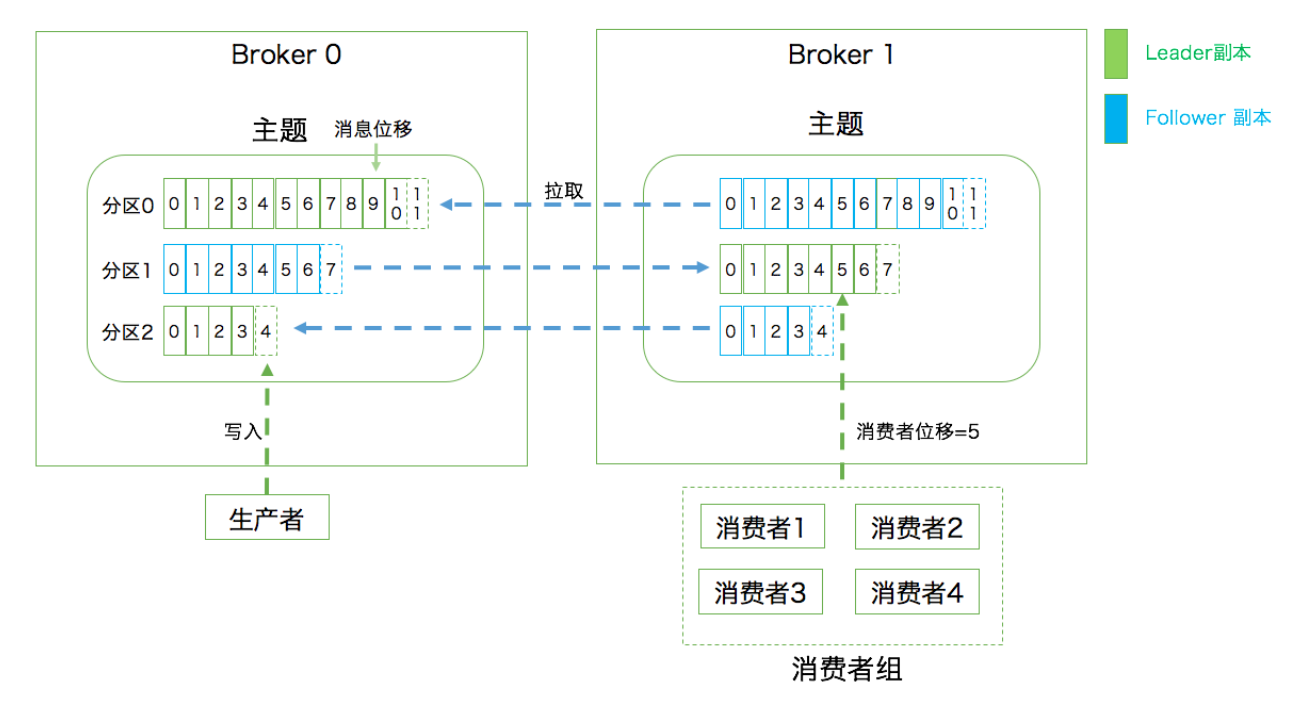 Broker 0
主题
消息位移
分区0 0 1 2 3 4 5 6 7 8 9 10 11
分区1 0 1 2 3 4 5 6 7
分区2 0 1 2 3 4
写入
生产者
拉取
Broker 1
主题
0 1 2 3 4 5 6 7 8 9 10 11
0 1 2 3 4 5 6 7
0 1 2 3 4
消费者位移=5
消费者1 消费者2
消费者3 消费者4
消费者组
Leader副本
Follower 副本